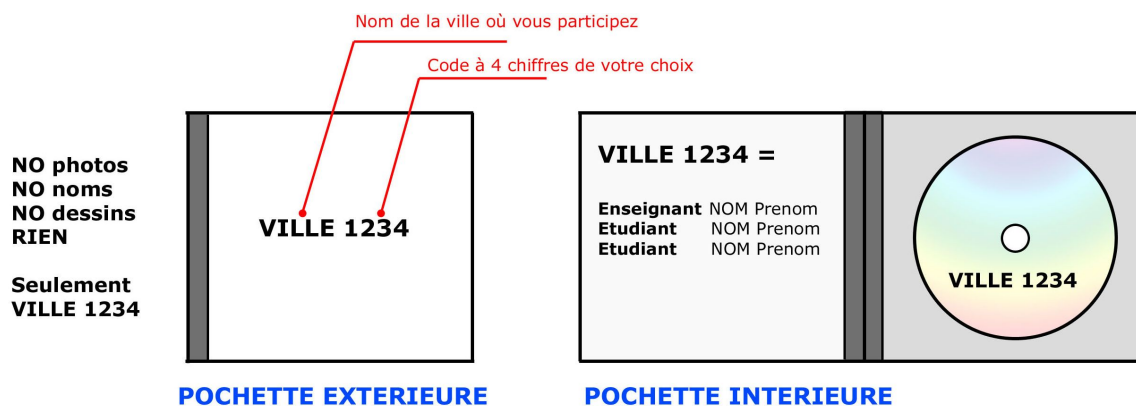 Nom de la ville où vous participez
Code à 4 chiffres de votre choix
NO photos
NO noms
NO dessins
RIEN
Seulement
VILLE 1234
VILLE 1234
POCHETTE EXTERIEURE
VILLE 1234 =
Enseignant NOM Prenom
Etudiant NOM Prenom
Etudiant NOM Prenom
VILLE 1234
POCHETTE INTERIEURE